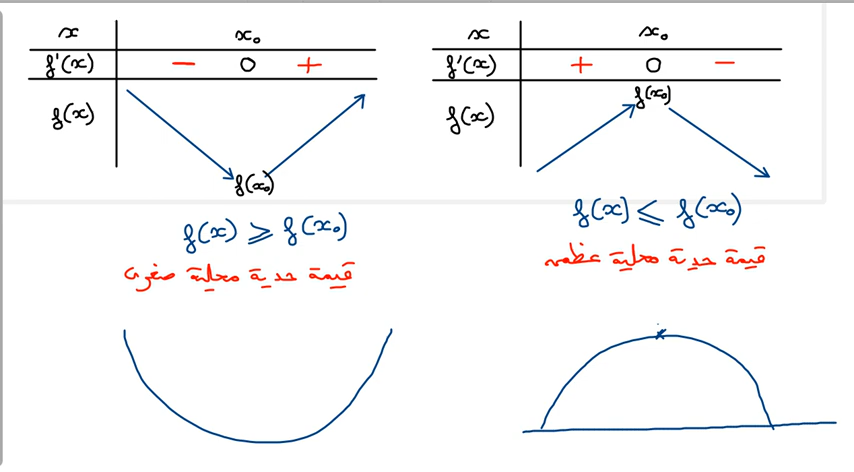 x x₀
f'(x) − 0 +
f(x)
f(x₀)
f(x) ⩾ f(x₀)
قيمة حدية محلية صغرى
x x₀
f'(x) + 0 −
f(x₀)
f(x)
f(x) ⩽ f(x₀)
قيمة حدية محلية عظمى